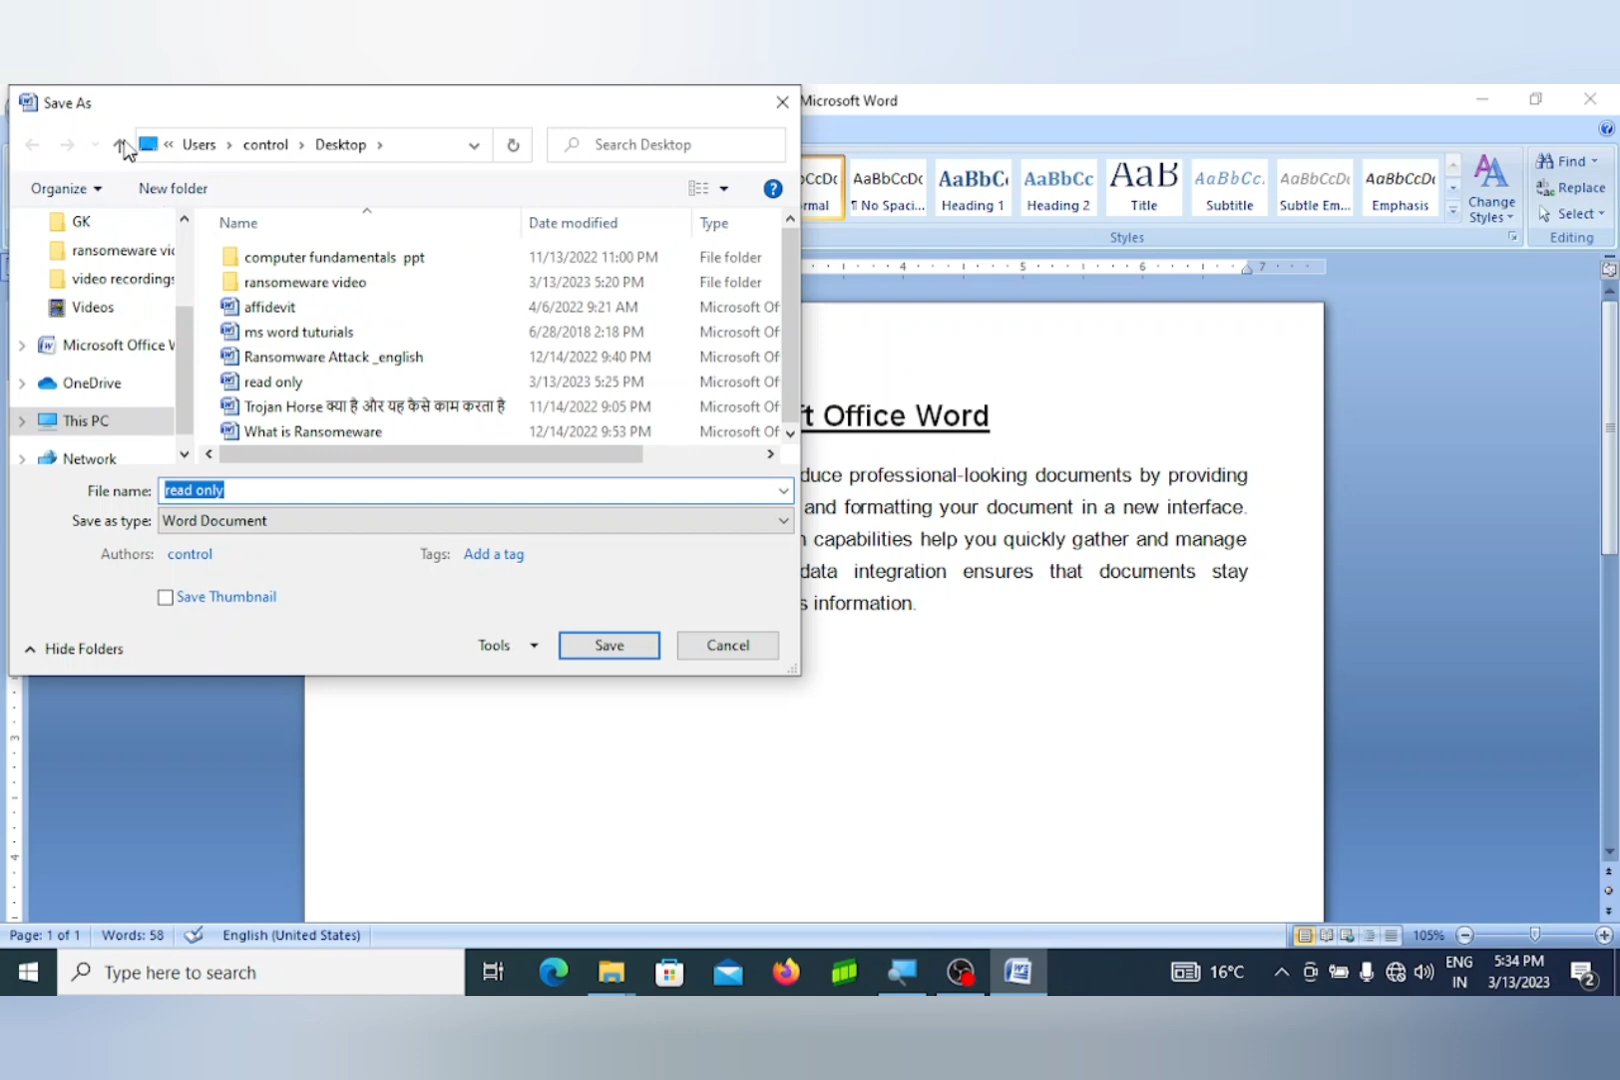 Save As
Microsoft Word
« Users › control › Desktop ›
Search Desktop
Organize
New folder
Find
Replace
Select
Editing
Change
Styles
AaBbCcDc
¶ No Spaci...
AaBbC
Heading 1
AaBbCc
Heading 2
AaB
Title
AaBbCc.
Subtitle
AaBbCcDt
Subtle Em...
AaBbCcDt
Emphasis
Styles
GK
ransomeware vi
video recordings
Videos
Microsoft Office W
OneDrive
This PC
Network
Name Date modified Type
computer fundamentals ppt 11/13/2022 11:00 PM File folder
ransomeware video 3/13/2023 5:20 PM File folder
affidevit 4/6/2022 9:21 AM Microsoft Of
ms word tuturials 6/28/2018 2:18 PM Microsoft Of
Ransomware Attack _english 12/14/2022 9:40 PM Microsoft Of
read only 3/13/2023 5:25 PM Microsoft Of
Trojan Horse क्या है और यह कैसे काम करता है 11/14/2022 9:05 PM Microsoft Of
What is Ransomeware 12/14/2022 9:53 PM Microsoft Of
File name: read only
Save as type: Word Document
Authors: control Tags: Add a tag
Save Thumbnail
Hide Folders
Tools Save Cancel
4 5 6 7
t Office Word
duce professional-looking documents by providing
and formatting your document in a new interface.
capabilities help you quickly gather and manage
data integration ensures that documents stay
s information.
3
4
Page: 1 of 1 Words: 58 English (United States) 105%
Type here to search
16°C
ENG
IN
5:34 PM
3/13/2023
2